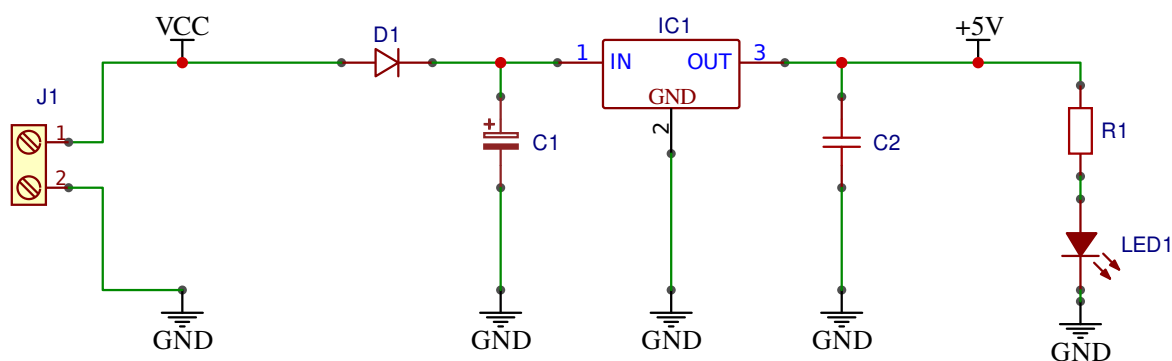 VCC
D1
IC1
+5V
1
IN
OUT
3
GND
2
J1
1
2
+
C1
C2
R1
LED1
GND
GND
GND
GND
GND